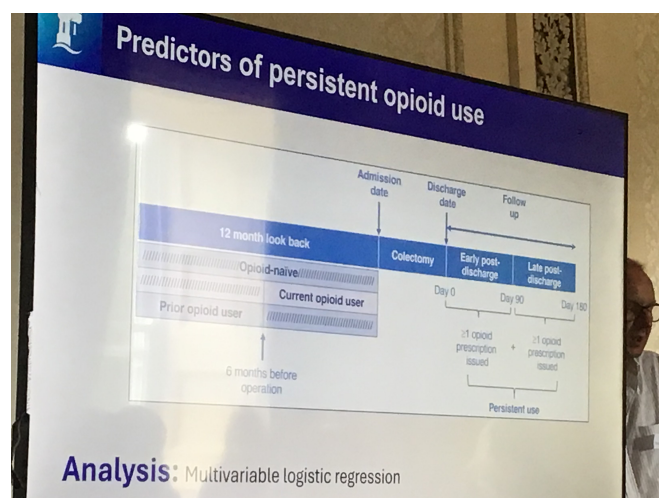 Predictors of persistent opioid use
Admission
date
Discharge
date
Follow
up
12 month look back
Colectomy
Early post-
discharge
Late post-
discharge
Opioid-naive
Current opioid user
Prior opioid user
Day 0
Day 90
Day 180
6 months before
operation
≥1 opioid
prescription
issued
+
≥1 opioid
prescription
issued
Persistent use
Analysis: Multivariable logistic regression